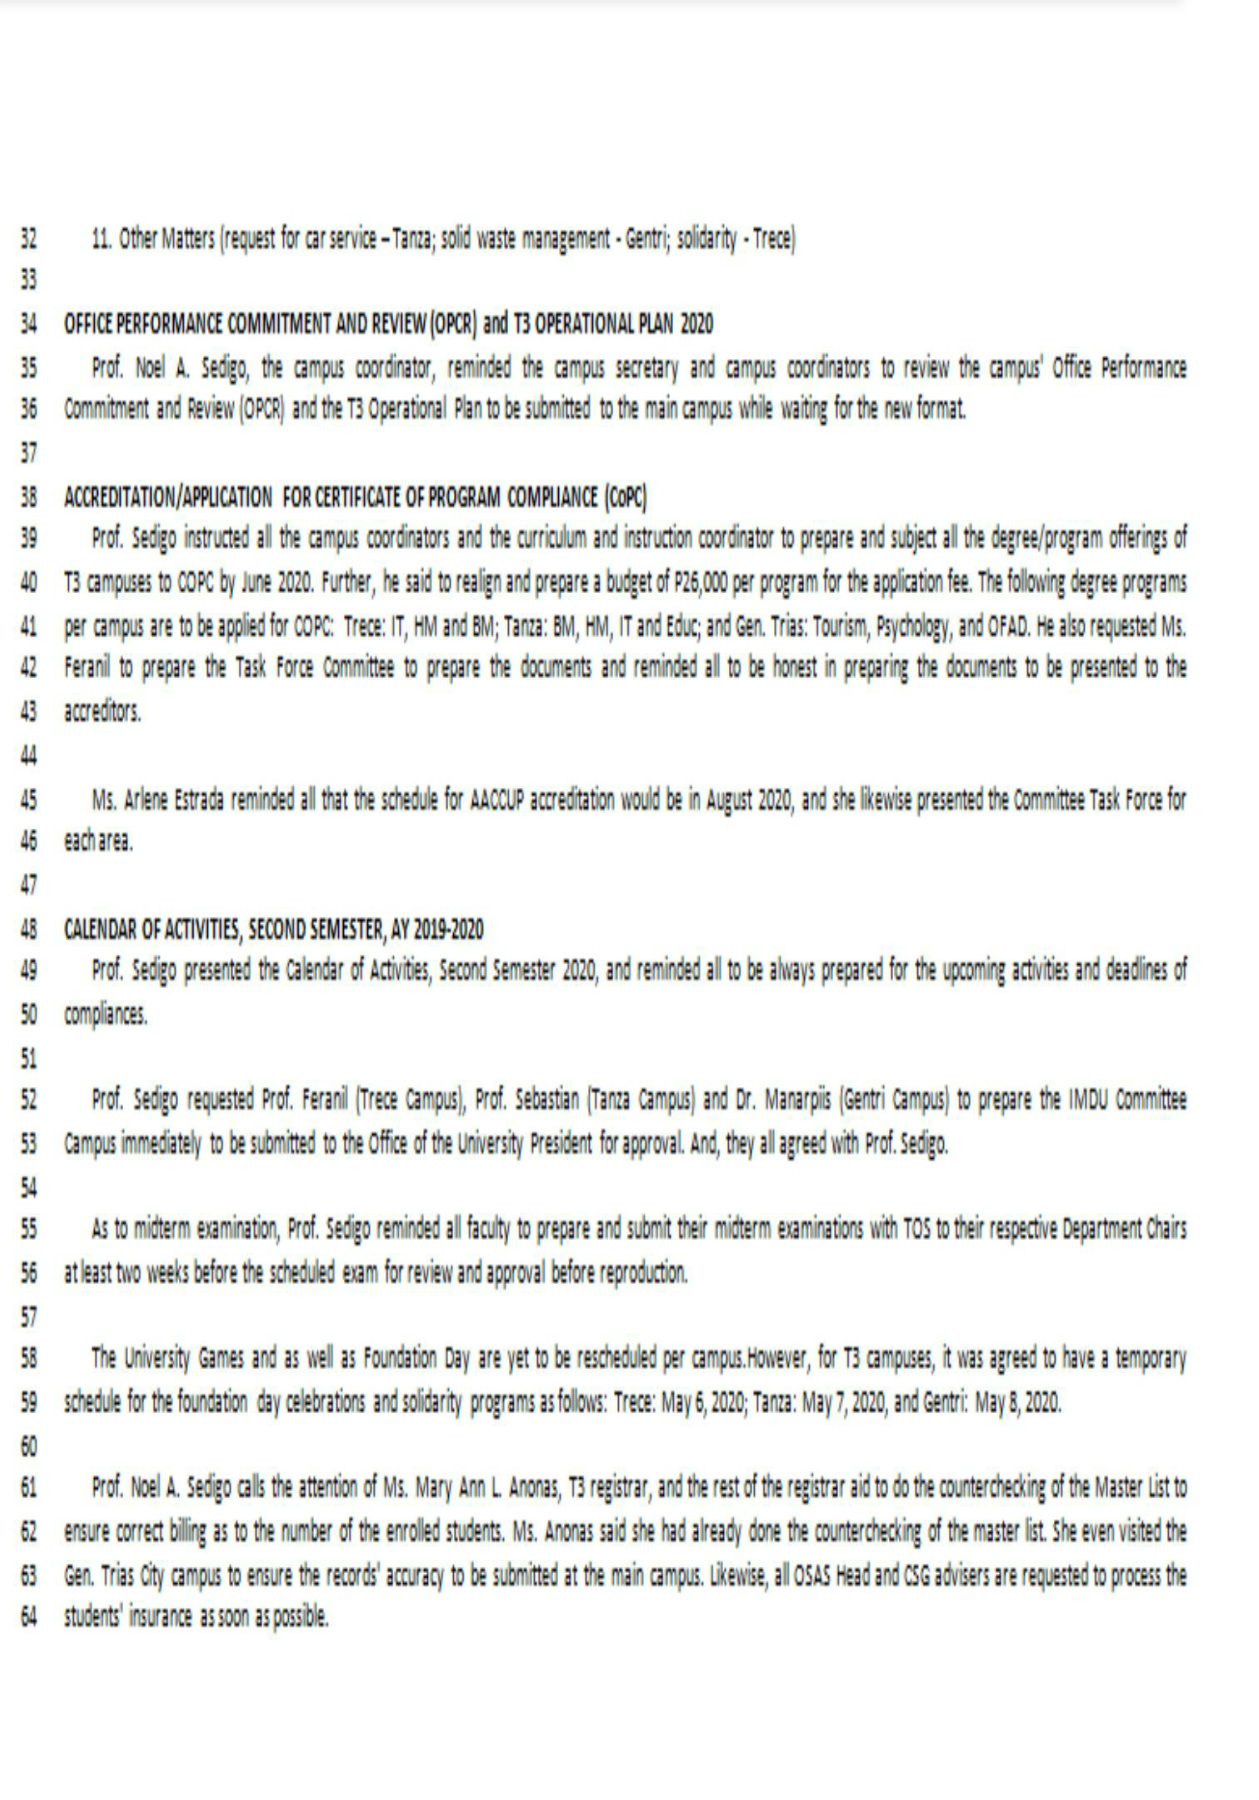 32 11. Other Matters (request for car service – Tanza; solid waste management - Gentri; solidarity - Trece)
33
34 OFFICE PERFORMANCE COMMITMENT AND REVIEW (OPCR) and T3 OPERATIONAL PLAN 2020
35 Prof. Noel A. Sedigo, the campus coordinator, reminded the campus secretary and campus coordinators to review the campus' Office Performance
36 Commitment and Review (OPCR) and the T3 Operational Plan to be submitted to the main campus while waiting for the new format.
37
38 ACCREDITATION/APPLICATION FOR CERTIFICATE OF PROGRAM COMPLIANCE (CoPC)
39 Prof. Sedigo instructed all the campus coordinators and the curriculum and instruction coordinator to prepare and subject all the degree/program offerings of
40 T3 campuses to COPC by June 2020. Further, he said to realign and prepare a budget of P26,000 per program for the application fee. The following degree programs
41 per campus are to be applied for COPC: Trece: IT, HM and BM; Tanza: BM, HM, IT and Educ; and Gen. Trias: Tourism, Psychology, and OFAD. He also requested Ms.
42 Feranil to prepare the Task Force Committee to prepare the documents and reminded all to be honest in preparing the documents to be presented to the
43 accreditors.
44
45 Ms. Arlene Estrada reminded all that the schedule for AACCUP accreditation would be in August 2020, and she likewise presented the Committee Task Force for
46 each area.
47
48 CALENDAR OF ACTIVITIES, SECOND SEMESTER, AY 2019-2020
49 Prof. Sedigo presented the Calendar of Activities, Second Semester 2020, and reminded all to be always prepared for the upcoming activities and deadlines of
50 compliances.
51
52 Prof. Sedigo requested Prof. Feranil (Trece Campus), Prof. Sebastian (Tanza Campus) and Dr. Manarpiis (Gentri Campus) to prepare the IMDU Committee
53 Campus immediately to be submitted to the Office of the University President for approval. And, they all agreed with Prof. Sedigo.
54
55 As to midterm examination, Prof. Sedigo reminded all faculty to prepare and submit their midterm examinations with TOS to their respective Department Chairs
56 at least two weeks before the scheduled exam for review and approval before reproduction.
57
58 The University Games and as well as Foundation Day are yet to be rescheduled per campus.However, for T3 campuses, it was agreed to have a temporary
59 schedule for the foundation day celebrations and solidarity programs as follows: Trece: May 6, 2020; Tanza: May 7, 2020, and Gentri: May 8, 2020.
60
61 Prof. Noel A. Sedigo calls the attention of Ms. Mary Ann L. Anonas, T3 registrar, and the rest of the registrar aid to do the counterchecking of the Master List to
62 ensure correct billing as to the number of the enrolled students. Ms. Anonas said she had already done the counterchecking of the master list. She even visited the
63 Gen. Trias City campus to ensure the records' accuracy to be submitted at the main campus. Likewise, all OSAS Head and CSG advisers are requested to process the
64 students' insurance as soon as possible.